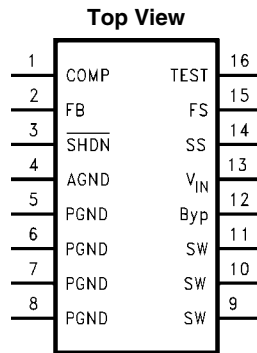 Top View
1 COMP TEST 16
2 FB FS 15
3 SHDN SS 14
4 AGND VIN 13
5 PGND Byp 12
6 PGND SW 11
7 PGND SW 10
8 PGND SW 9